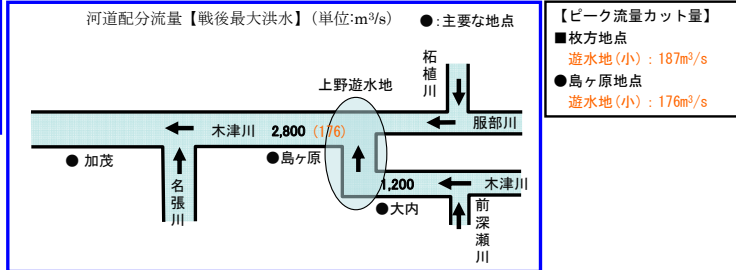 河道配分流量【戦後最大洪水】(単位:m³/s)
●:主要な地点
上野遊水地
柘植川
木津川
2,800 (176)
服部川
●加茂
●島ヶ原
名張川
1,200
木津川
●大内
前深瀬川
【ピーク流量カット量】
■枚方地点
遊水地(小):187m³/s
●島ヶ原地点
遊水地(小):176m³/s